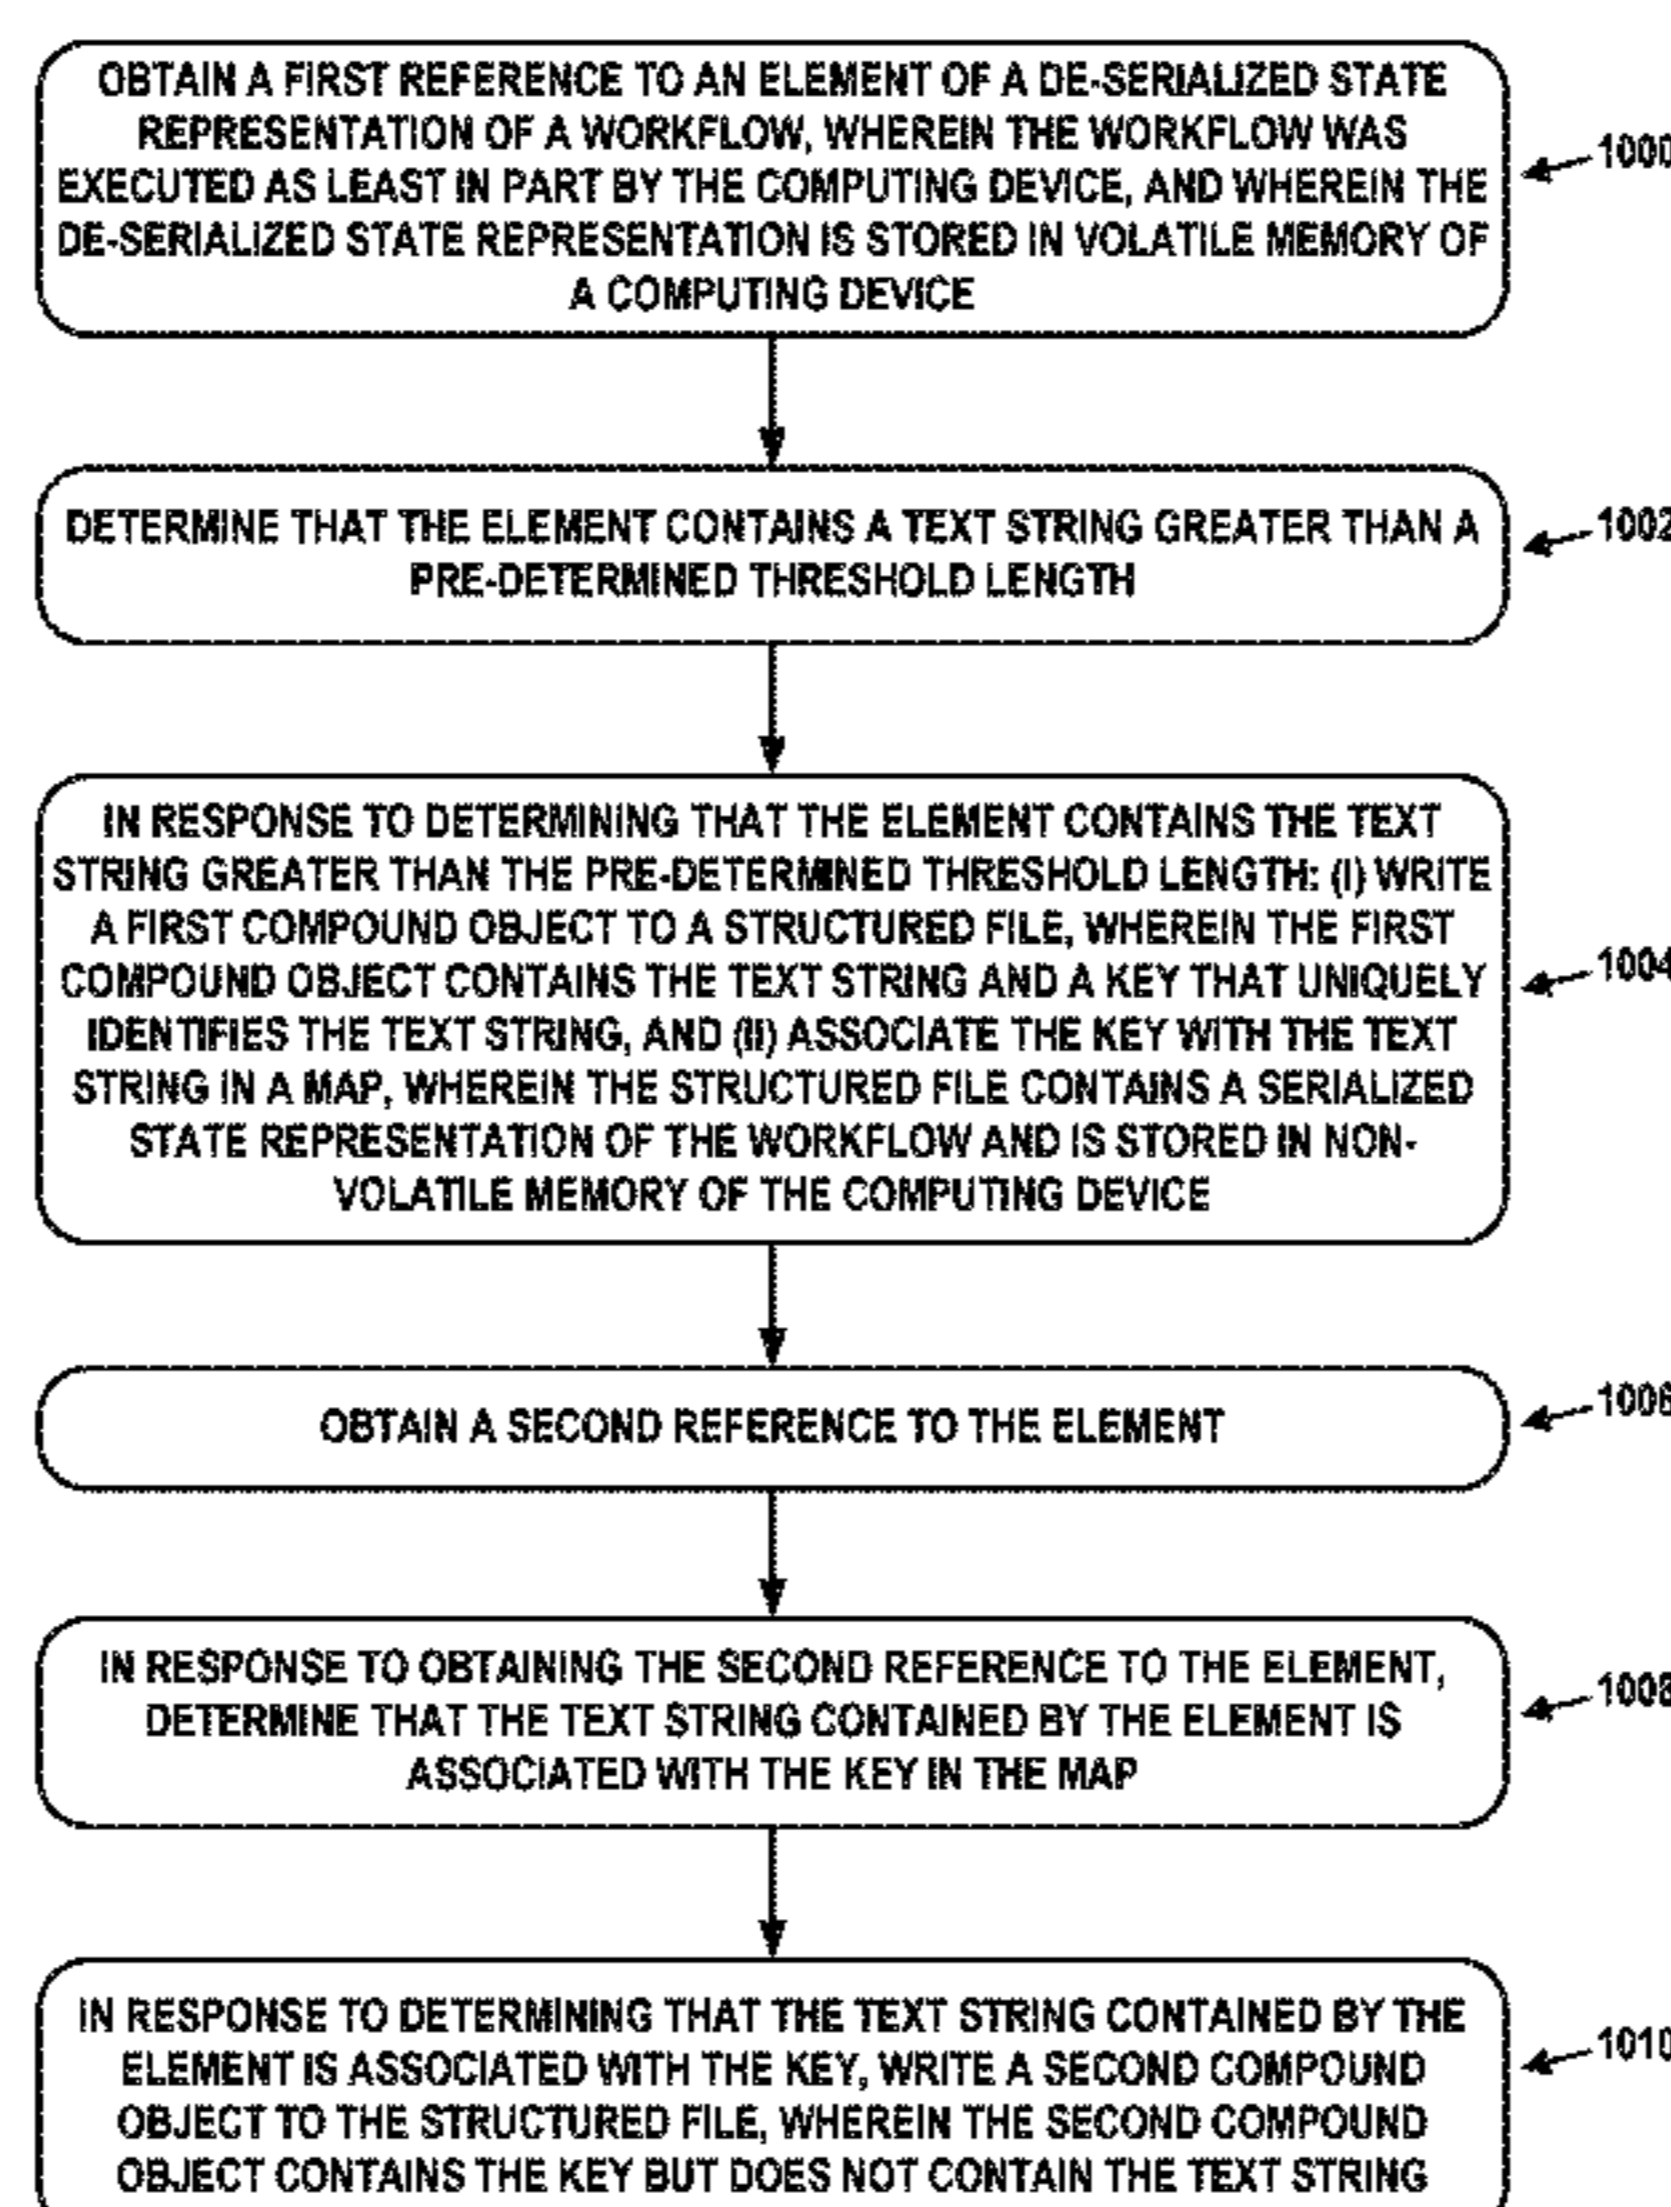 OBTAIN A FIRST REFERENCE TO AN ELEMENT OF A DE-SERIALIZED STATE
REPRESENTATION OF A WORKFLOW, WHEREIN THE WORKFLOW WAS
EXECUTED AS LEAST IN PART BY THE COMPUTING DEVICE, AND WHEREIN THE
DE-SERIALIZED STATE REPRESENTATION IS STORED IN VOLATILE MEMORY OF
A COMPUTING DEVICE
1000
DETERMINE THAT THE ELEMENT CONTAINS A TEXT STRING GREATER THAN A
PRE-DETERMINED THRESHOLD LENGTH
1002
IN RESPONSE TO DETERMINING THAT THE ELEMENT CONTAINS THE TEXT
STRING GREATER THAN THE PRE-DETERMINED THRESHOLD LENGTH: (I) WRITE
A FIRST COMPOUND OBJECT TO A STRUCTURED FILE, WHEREIN THE FIRST
COMPOUND OBJECT CONTAINS THE TEXT STRING AND A KEY THAT UNIQUELY
IDENTIFIES THE TEXT STRING, AND (II) ASSOCIATE THE KEY WITH THE TEXT
STRING IN A MAP, WHEREIN THE STRUCTURED FILE CONTAINS A SERIALIZED
STATE REPRESENTATION OF THE WORKFLOW AND IS STORED IN NON-
VOLATILE MEMORY OF THE COMPUTING DEVICE
1004
OBTAIN A SECOND REFERENCE TO THE ELEMENT
1006
IN RESPONSE TO OBTAINING THE SECOND REFERENCE TO THE ELEMENT,
DETERMINE THAT THE TEXT STRING CONTAINED BY THE ELEMENT IS
ASSOCIATED WITH THE KEY IN THE MAP
1008
IN RESPONSE TO DETERMINING THAT THE TEXT STRING CONTAINED BY THE
ELEMENT IS ASSOCIATED WITH THE KEY, WRITE A SECOND COMPOUND
OBJECT TO THE STRUCTURED FILE, WHEREIN THE SECOND COMPOUND
OBJECT CONTAINS THE KEY BUT DOES NOT CONTAIN THE TEXT STRING
1010